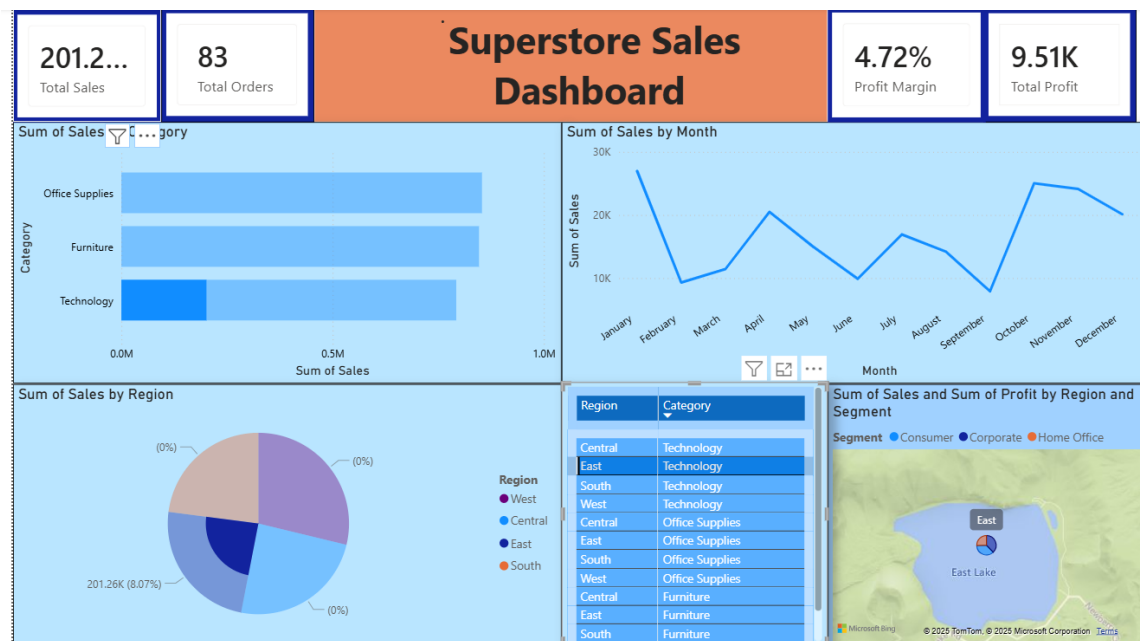 201.2...
Total Sales
83
Total Orders
Superstore Sales
Dashboard
4.72%
Profit Margin
9.51K
Total Profit
Sum of Sales gory
Office Supplies
Furniture
Technology
Category
0.0M
0.5M
1.0M
Sum of Sales
Sum of Sales by Month
30K
20K
10K
Sum of Sales
January
February
March
April
May
June
July
August
September
October
November
December
Month
Sum of Sales by Region
(0%)
(0%)
201.26K (8.07%)
(0%)
Region
West
Central
East
South
Region Category
Central Technology
East Technology
South Technology
West Technology
Central Office Supplies
East Office Supplies
South Office Supplies
West Office Supplies
Central Furniture
East Furniture
South Furniture
Sum of Sales and Sum of Profit by Region and
Segment
Segment Consumer Corporate Home Office
East
East Lake
Microsoft Bing
© 2025 TomTom, © 2025 Microsoft Corporation Terms